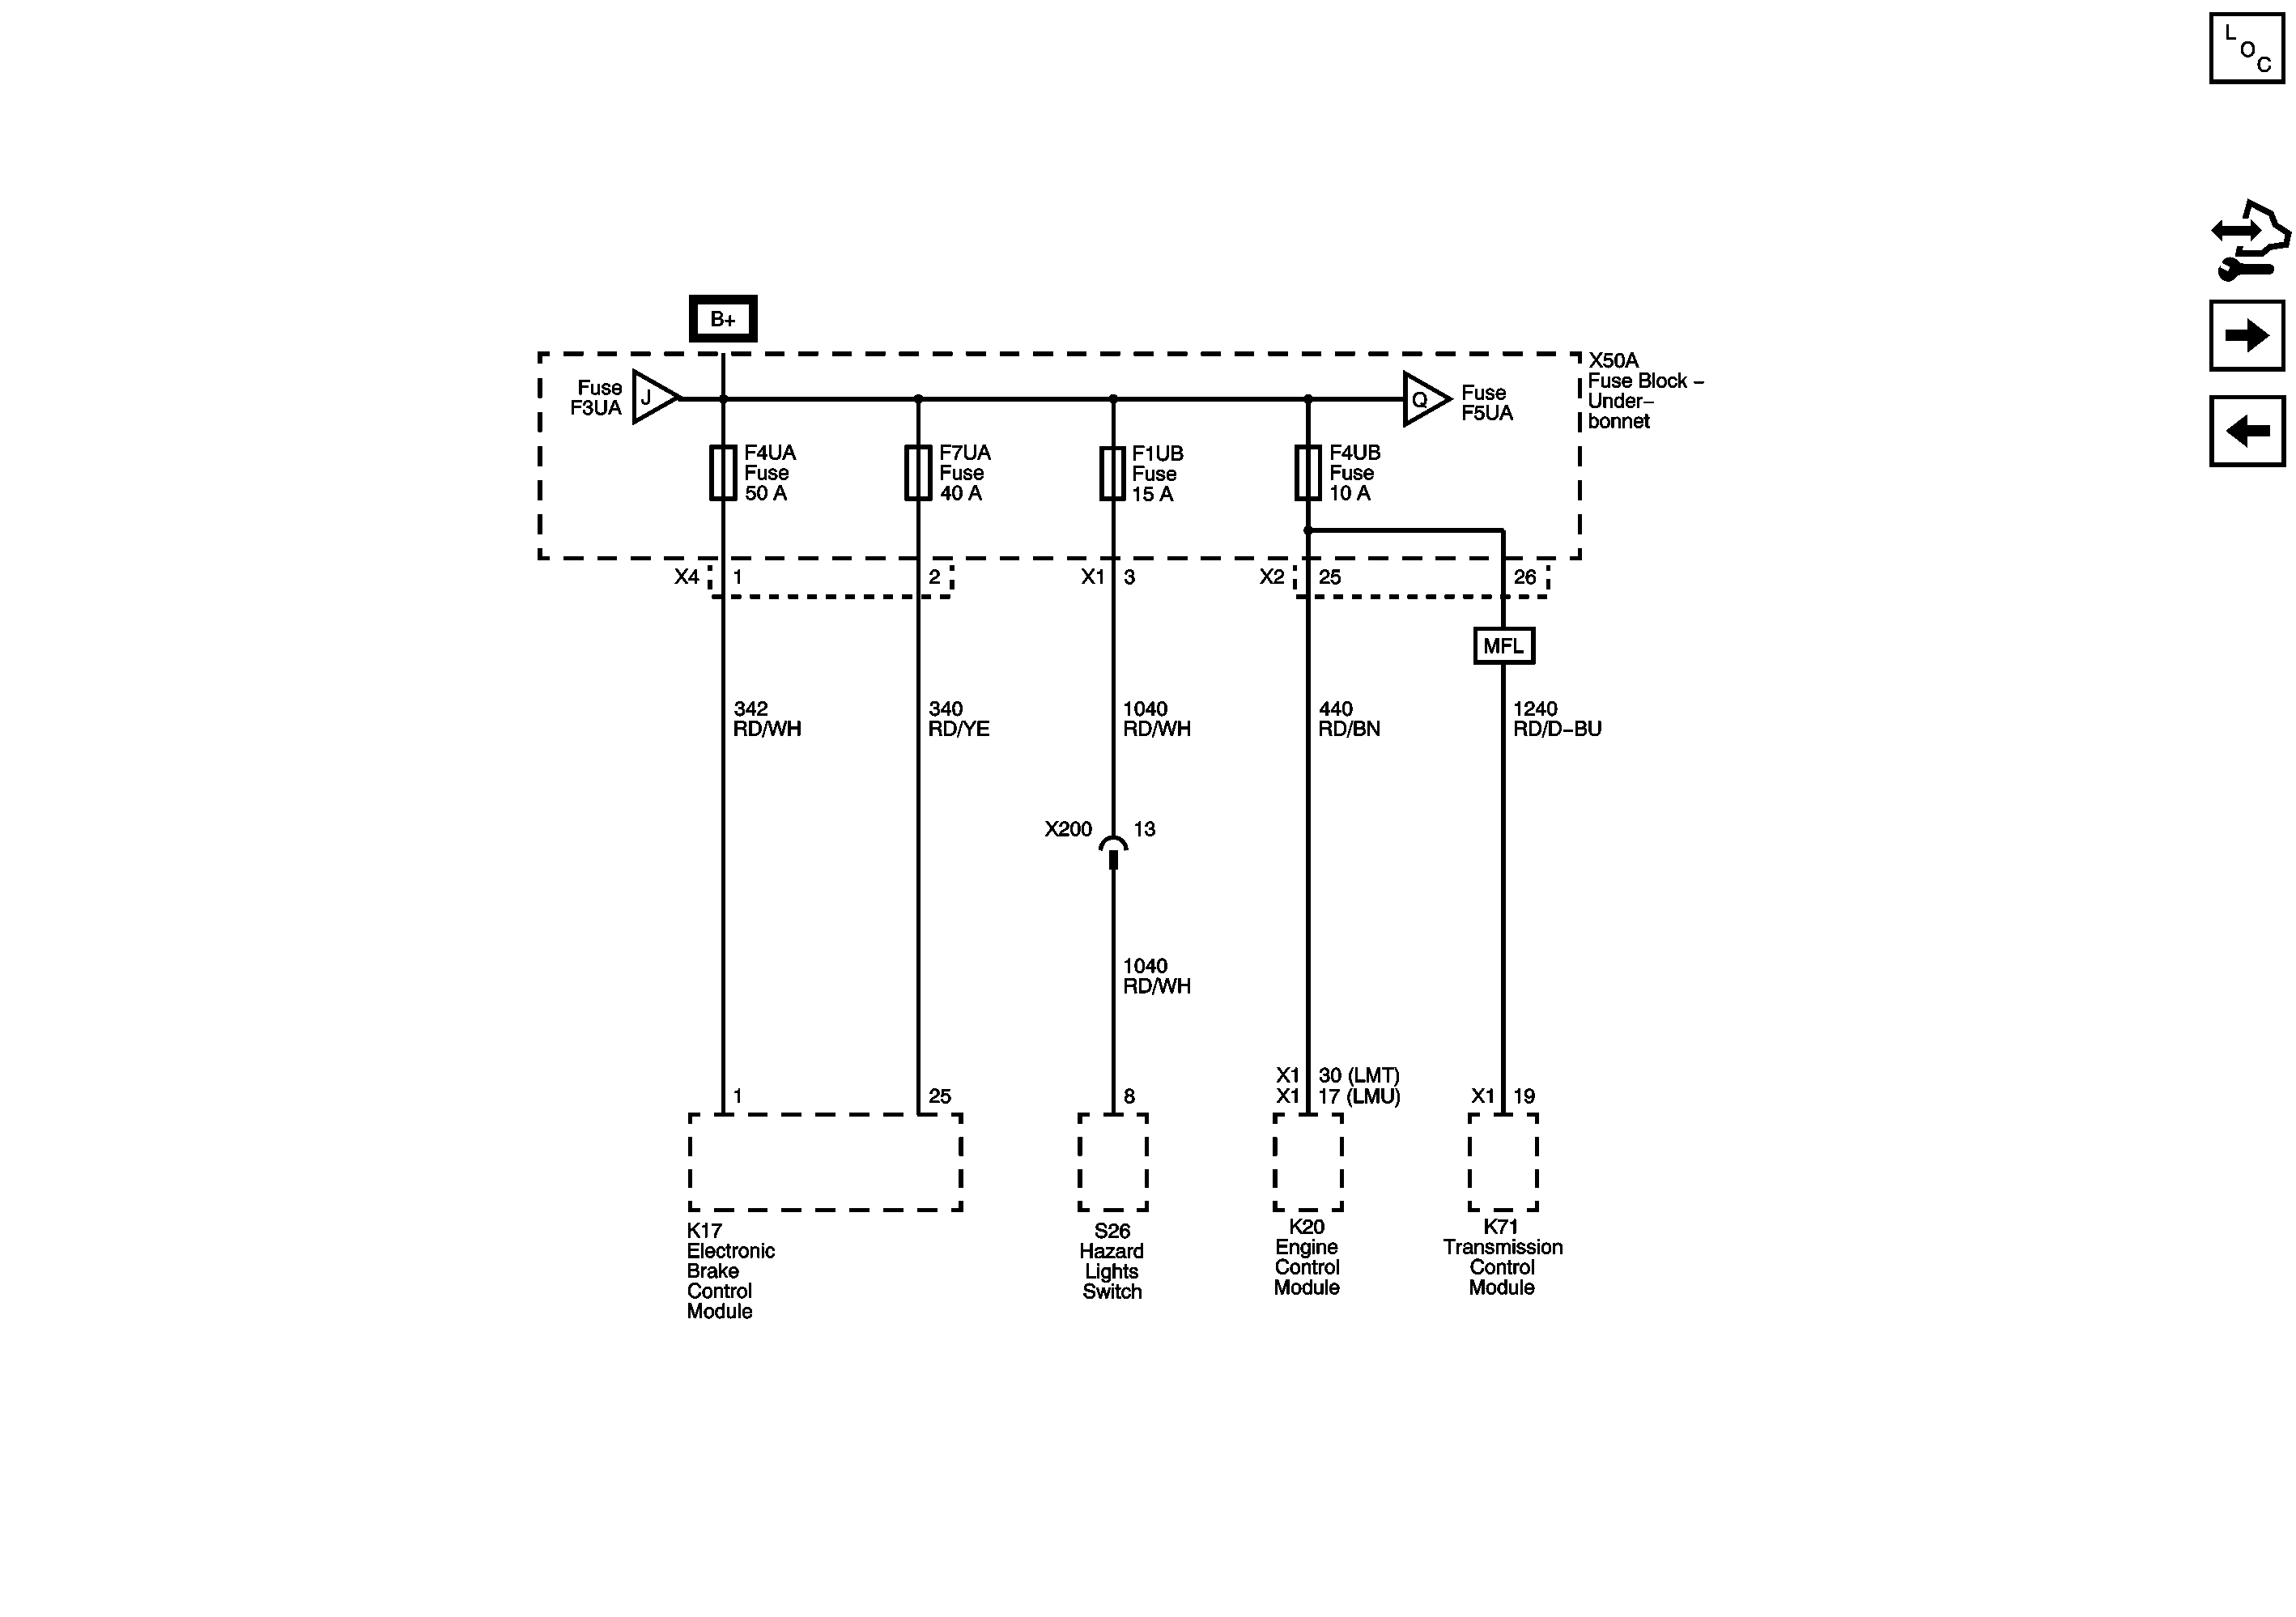 L
O
C
B+
X50A
Fuse Block –
Under–
bonnet
Fuse
F3UA
J
Q
Fuse
F5UA
F4UA
Fuse
50 A
F7UA
Fuse
40 A
F1UB
Fuse
15 A
F4UB
Fuse
10 A
X4 1 2 X1 3 X2 25 26
MFL
342
RD/WH
340
RD/YE
1040
RD/WH
440
RD/BN
1240
RD/D–BU
X200 13
1040
RD/WH
X1 30 (LMT)
1 25 8 X1 17 (LMU) X1 19
K17
Electronic
Brake
Control
Module
S26
Hazard
Lights
Switch
K20
Engine
Control
Module
K71
Transmission
Control
Module